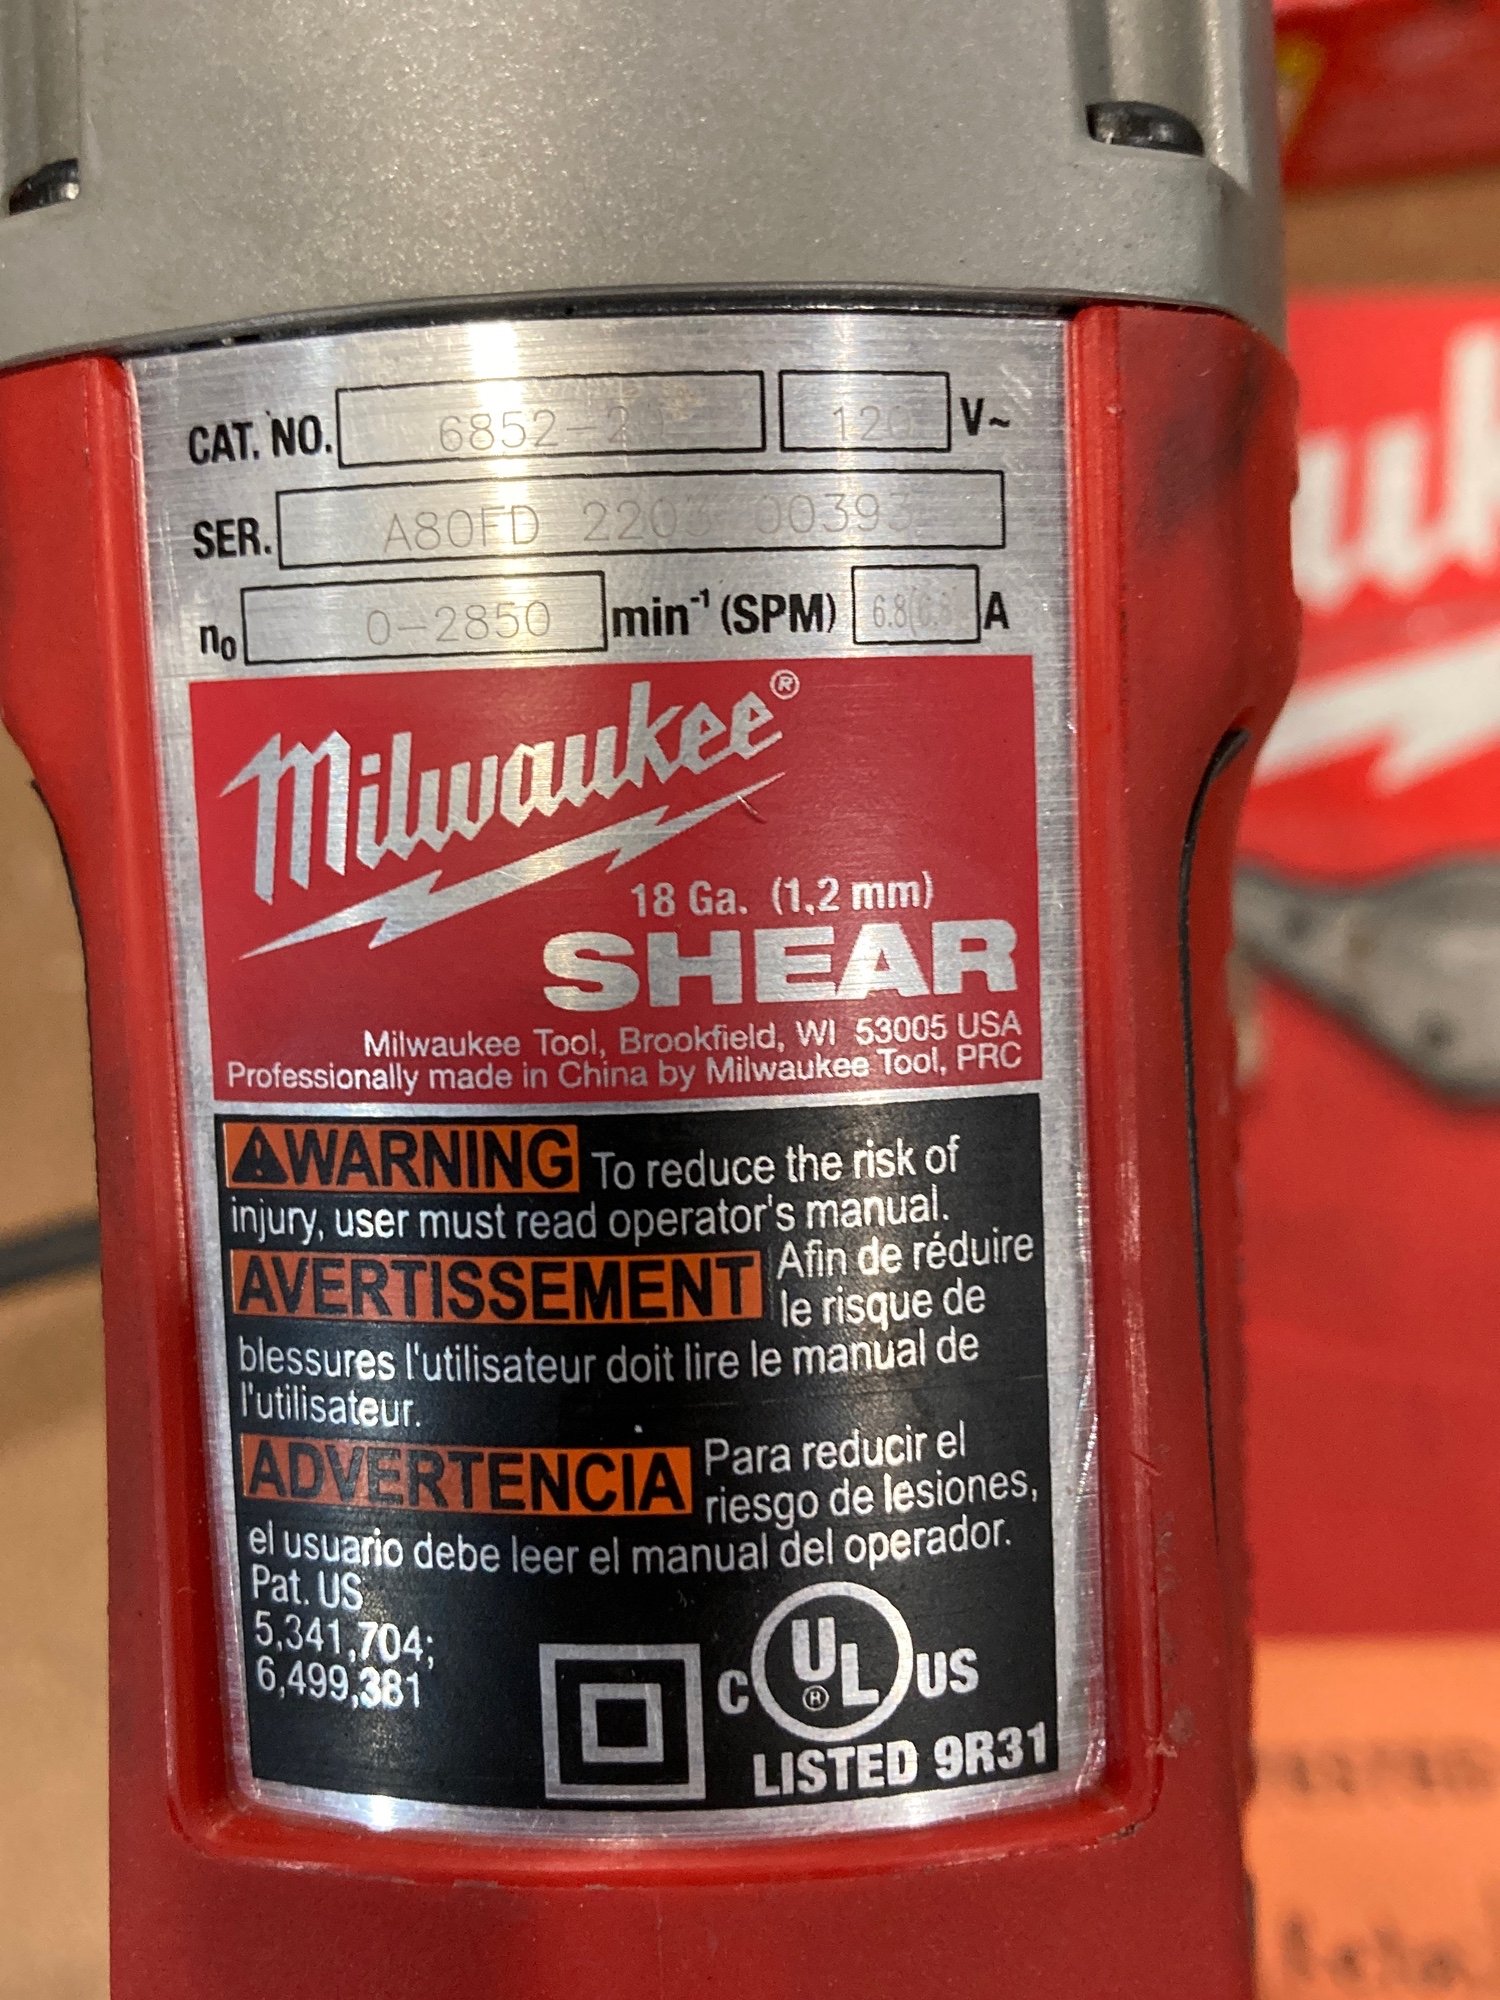 CAT. NO. 6852-20 120 V~
SER. A80FD 2203
n0 0-2850 min-1 (SPM) A
Milwaukee®
18 Ga. (1,2 mm)
SHEAR
Milwaukee Tool, Brookfield, WI 53005 USA
Professionally made in China by Milwaukee Tool, PRC
WARNING To reduce the risk of
injury, user must read operator's manual.
AVERTISSEMENT Afin de réduire
le risque de
blessures l'utilisateur doit lire le manual de
l'utilisateur.
ADVERTENCIA Para reducir el
riesgo de lesiones,
el usuario debe leer el manual del operador.
Pat. US
5,341,704;
6,499,381
C UL® US
LISTED 9R31